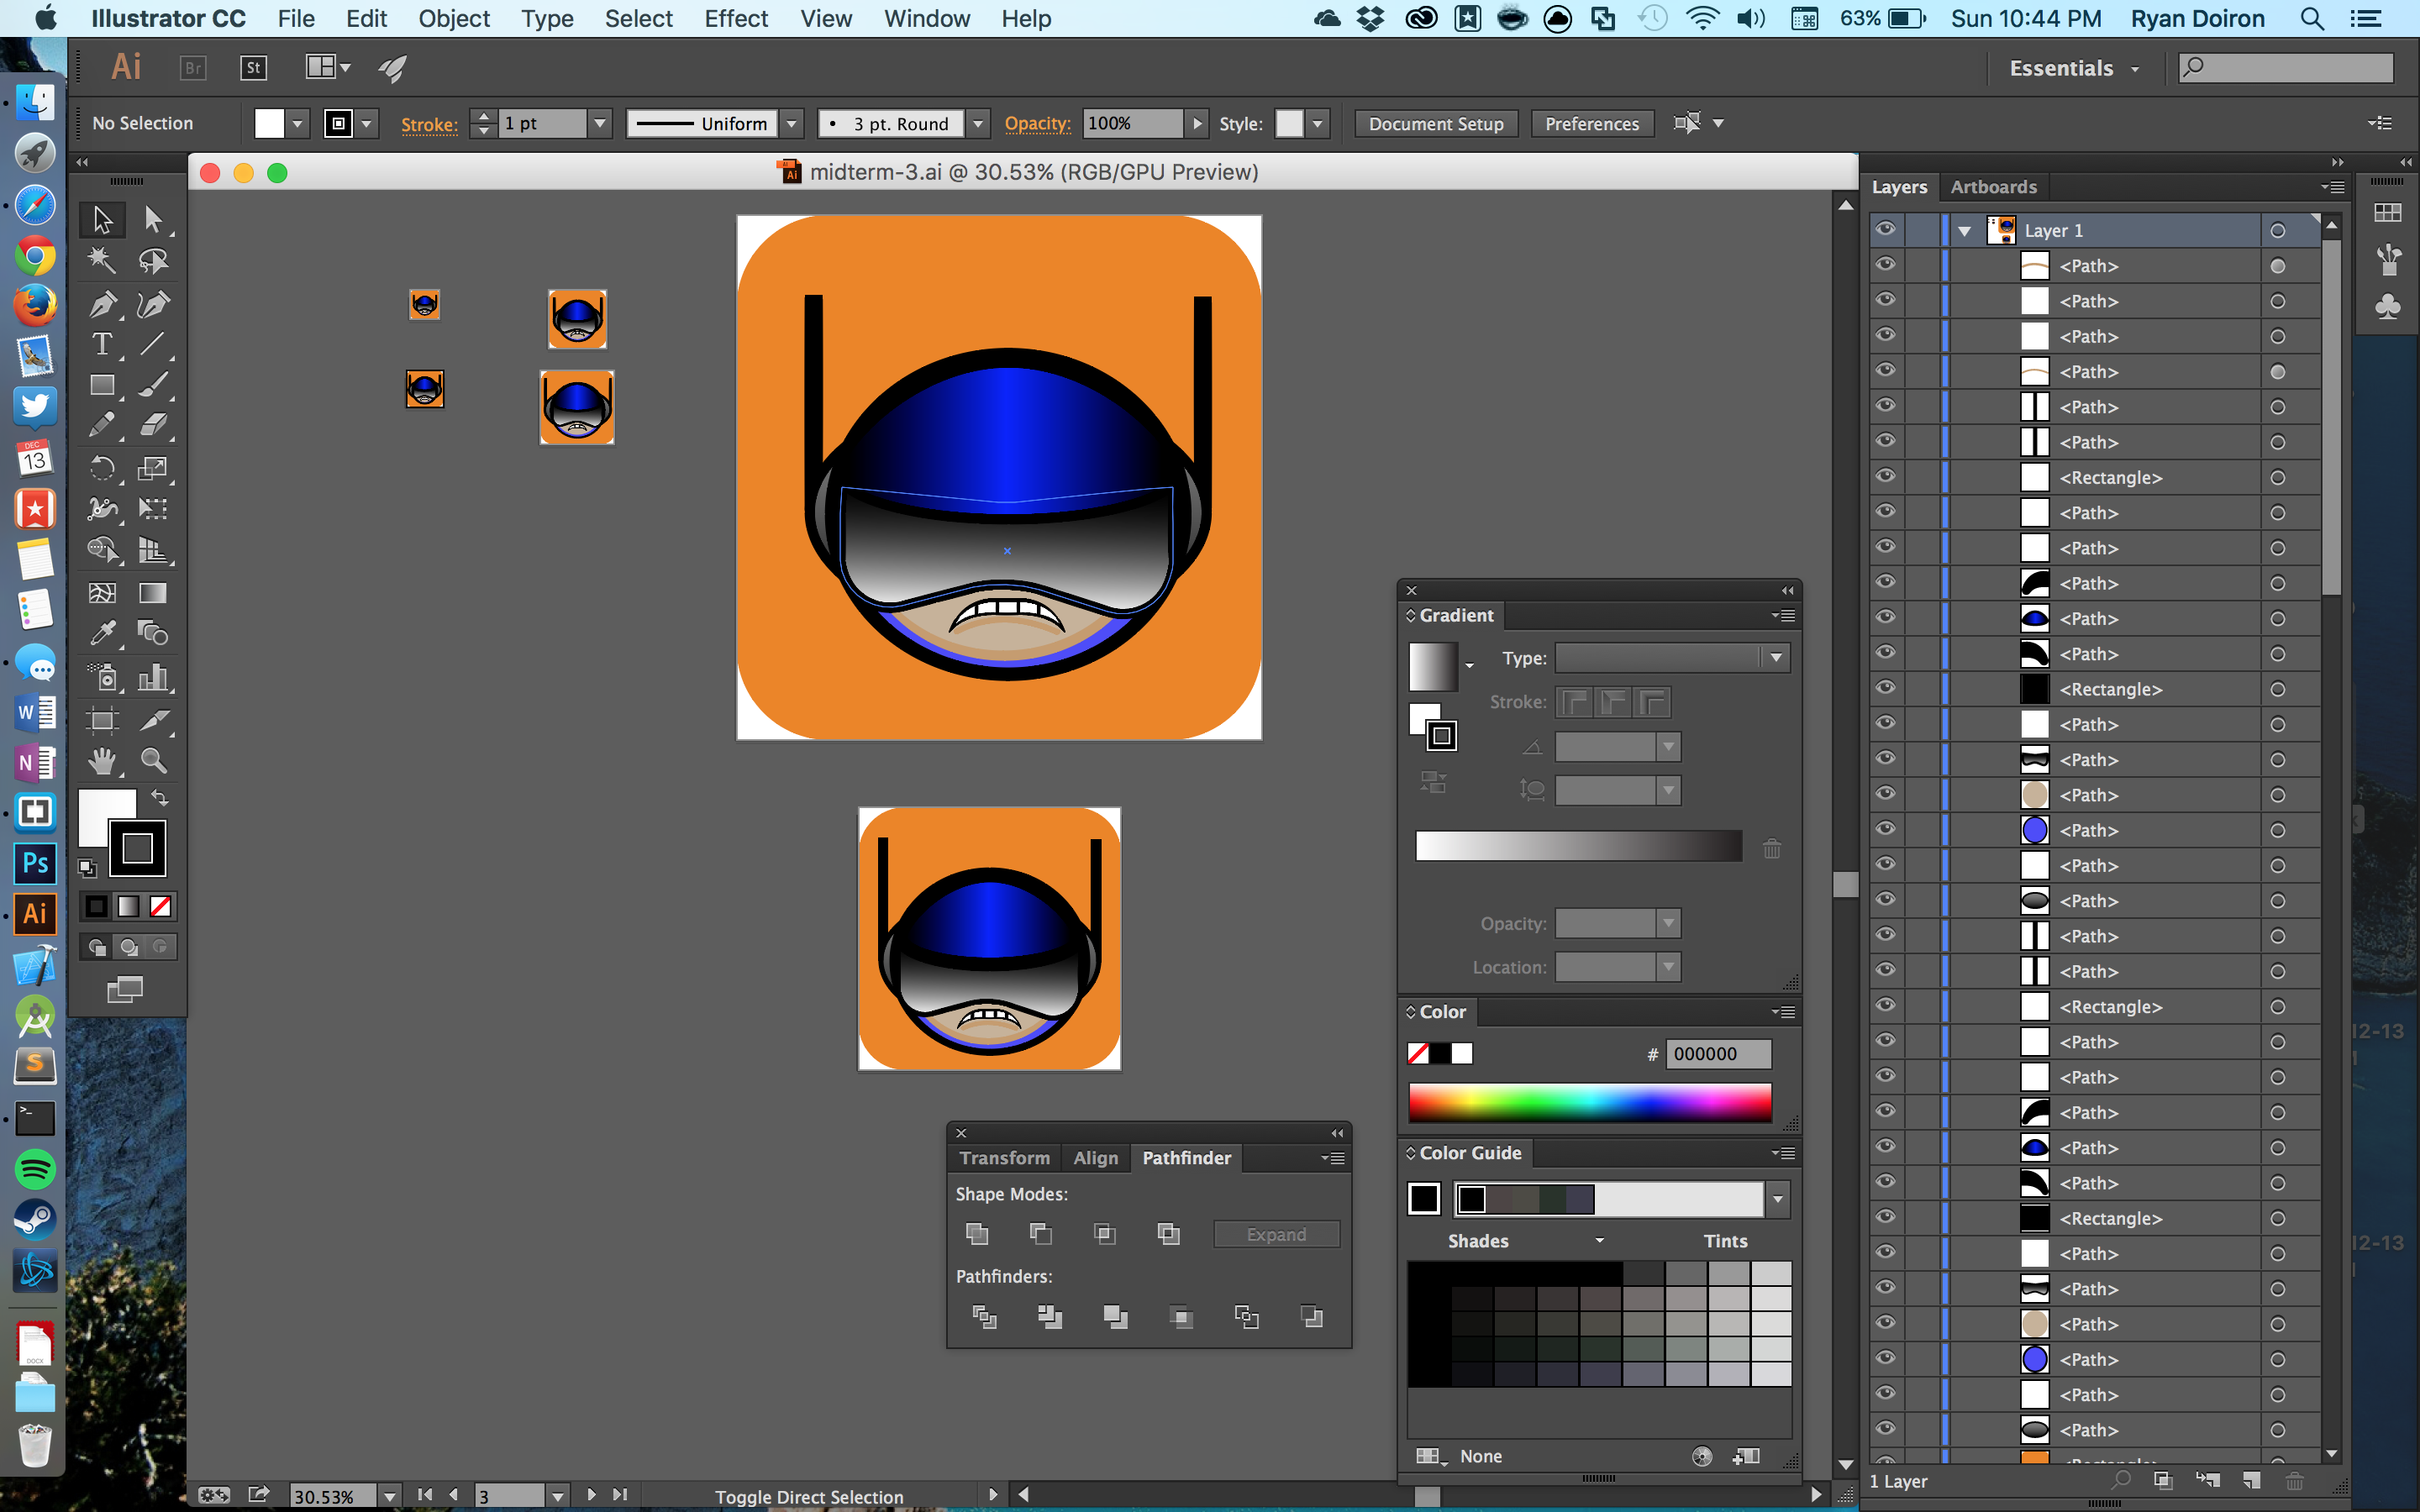 Illustrator CC File Edit Object Type Select Effect View Window Help 63% Sun 10:44 PM Ryan Doiron
Ai Br St Essentials
No Selection Stroke: 1 pt Uniform 3 pt. Round Opacity: 100% Style: Document Setup Preferences
midterm-3.ai @ 30.53% (RGB/GPU Preview)
Layers Artboards
Layer 1
<Path>
<Path>
<Path>
<Path>
<Path>
<Path>
<Rectangle>
<Path>
<Path>
<Path>
<Path>
<Path>
<Rectangle>
<Path>
<Path>
<Path>
<Path>
<Path>
<Path>
<Path>
<Path>
<Rectangle>
<Path>
<Path>
<Path>
<Path>
<Path>
<Rectangle>
<Path>
<Path>
<Path>
<Path>
<Path>
<Path>
<Rectangle>
1 Layer
Gradient
Type:
Stroke:
Opacity:
Location:
Color
# 000000
Color Guide
Shades Tints
None
Transform Align Pathfinder
Shape Modes:
Expand
Pathfinders:
30.53% 3 Toggle Direct Selection
DEC
13
W
N
Ps
Ai
S
>_
DOCX
12-13
12-13